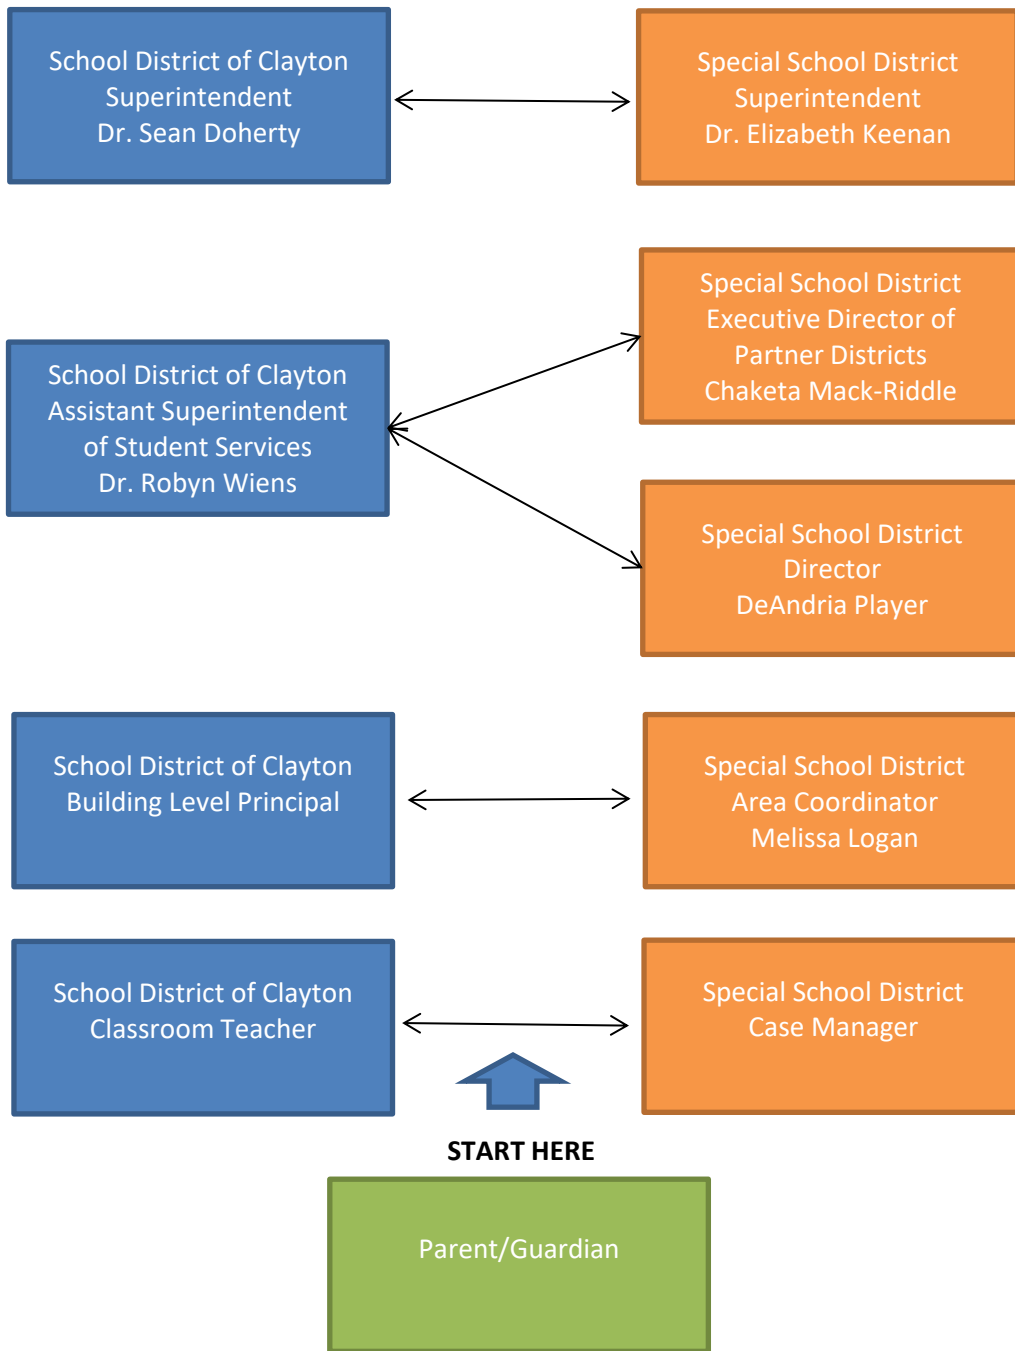 School District of Clayton
Superintendent
Dr. Sean Doherty
Special School District
Superintendent
Dr. Elizabeth Keenan
Special School District
Executive Director of
Partner Districts
Chaketa Mack-Riddle
School District of Clayton
Assistant Superintendent
of Student Services
Dr. Robyn Wiens
Special School District
Director
DeAndria Player
School District of Clayton
Building Level Principal
Special School District
Area Coordinator
Melissa Logan
School District of Clayton
Classroom Teacher
Special School District
Case Manager
START HERE
Parent/Guardian